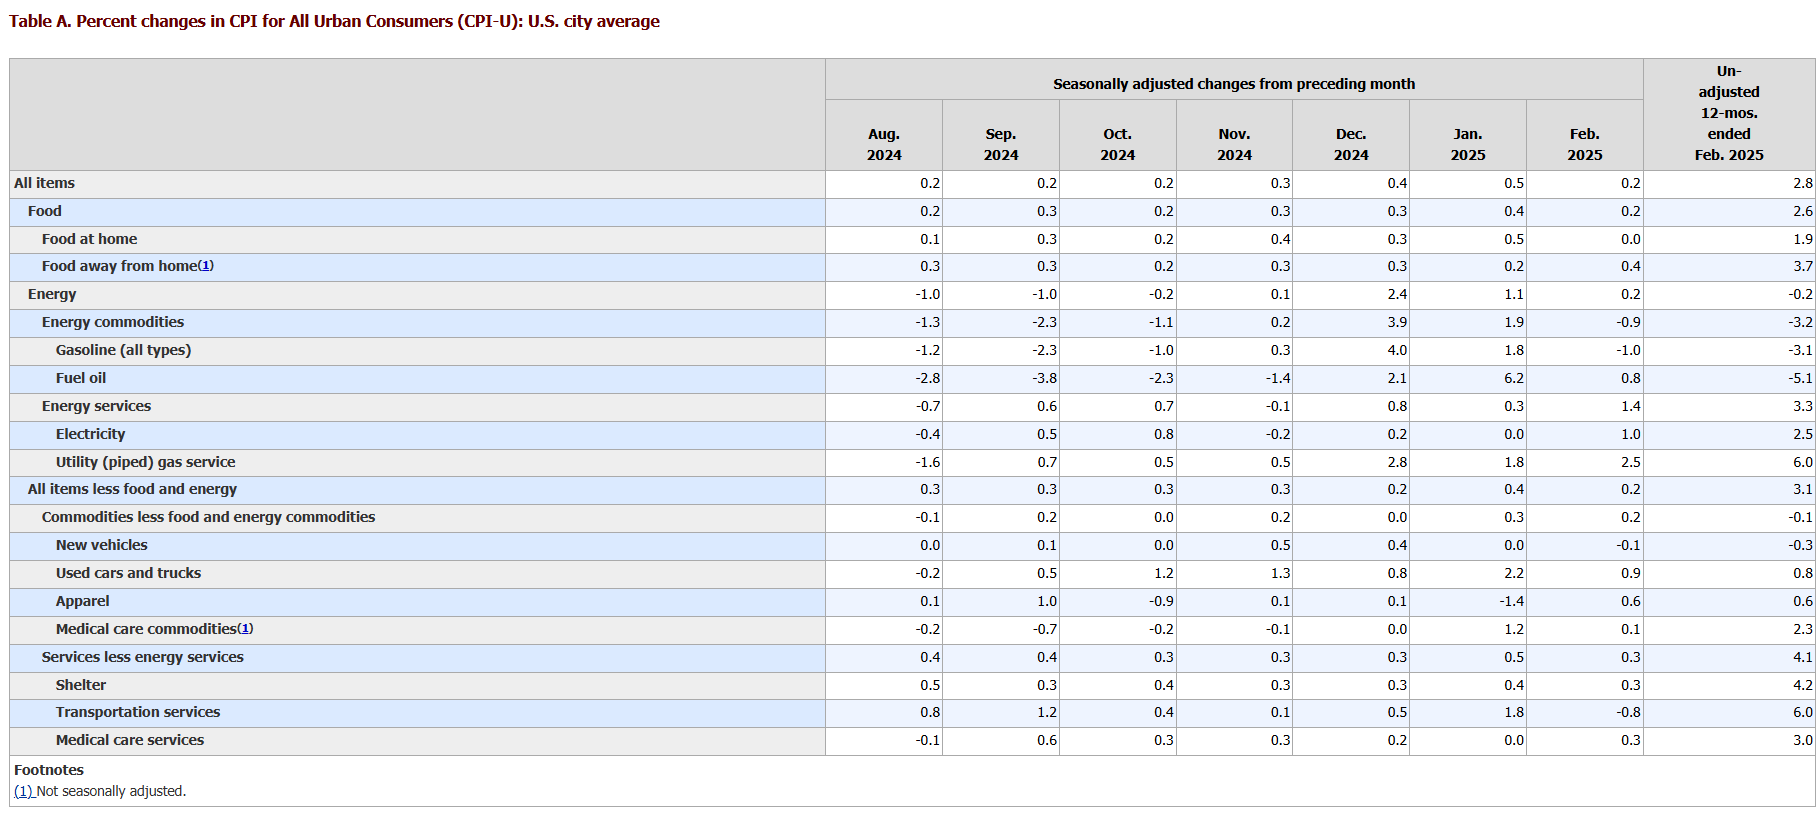 Table A. Percent changes in CPI for All Urban Consumers (CPI-U): U.S. city average
Seasonally adjusted changes from preceding month
Un-
adjusted
12-mos.
ended
Feb. 2025
Aug.
2024
Sep.
2024
Oct.
2024
Nov.
2024
Dec.
2024
Jan.
2025
Feb.
2025
All items 0.2 0.2 0.2 0.3 0.4 0.5 0.2 2.8
Food 0.2 0.3 0.2 0.3 0.3 0.4 0.2 2.6
Food at home 0.1 0.3 0.2 0.4 0.3 0.5 0.0 1.9
Food away from home(1) 0.3 0.3 0.2 0.3 0.3 0.2 0.4 3.7
Energy -1.0 -1.0 -0.2 0.1 2.4 1.1 0.2 -0.2
Energy commodities -1.3 -2.3 -1.1 0.2 3.9 1.9 -0.9 -3.2
Gasoline (all types) -1.2 -2.3 -1.0 0.3 4.0 1.8 -1.0 -3.1
Fuel oil -2.8 -3.8 -2.3 -1.4 2.1 6.2 0.8 -5.1
Energy services -0.7 0.6 0.7 -0.1 0.8 0.3 1.4 3.3
Electricity -0.4 0.5 0.8 -0.2 0.2 0.0 1.0 2.5
Utility (piped) gas service -1.6 0.7 0.5 0.5 2.8 1.8 2.5 6.0
All items less food and energy 0.3 0.3 0.3 0.3 0.2 0.4 0.2 3.1
Commodities less food and energy commodities -0.1 0.2 0.0 0.2 0.0 0.3 0.2 -0.1
New vehicles 0.0 0.1 0.0 0.5 0.4 0.0 -0.1 -0.3
Used cars and trucks -0.2 0.5 1.2 1.3 0.8 2.2 0.9 0.8
Apparel 0.1 1.0 -0.9 0.1 0.1 -1.4 0.6 0.6
Medical care commodities(1) -0.2 -0.7 -0.2 -0.1 0.0 1.2 0.1 2.3
Services less energy services 0.4 0.4 0.3 0.3 0.3 0.5 0.3 4.1
Shelter 0.5 0.3 0.4 0.3 0.3 0.4 0.3 4.2
Transportation services 0.8 1.2 0.4 0.1 0.5 1.8 -0.8 6.0
Medical care services -0.1 0.6 0.3 0.3 0.2 0.0 0.3 3.0
Footnotes
(1) Not seasonally adjusted.